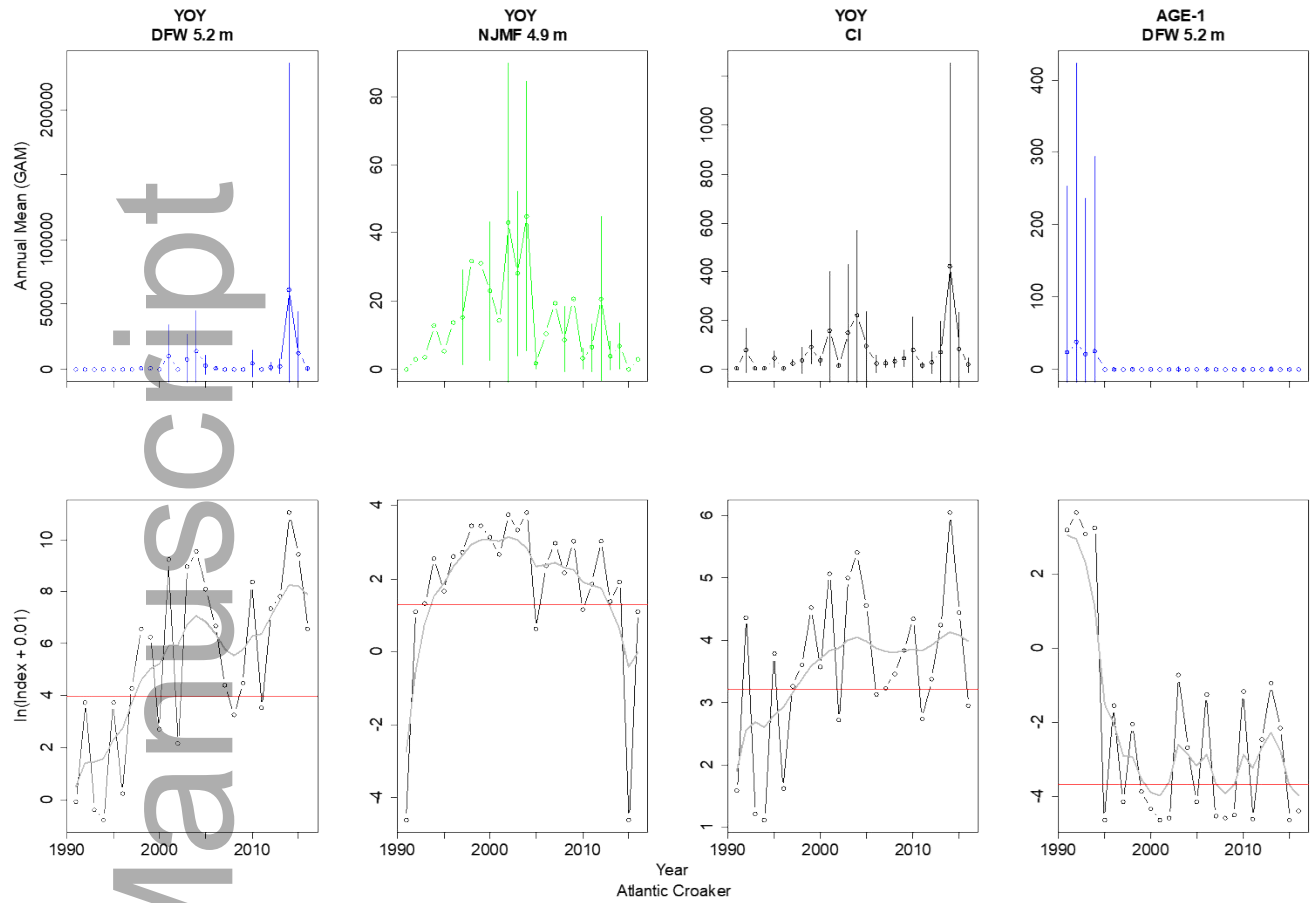 YOY
DFW 5.2 m
YOY
NJMF 4.9 m
YOY
CI
AGE-1
DFW 5.2 m
Annual Mean (GAM)
200000
100000
50000
0
80
60
40
20
0
1000
800
600
400
200
0
400
300
200
100
0
ln(Index + 0.01)
10
8
6
4
2
0
4
2
0
-2
-4
6
5
4
3
2
1
2
0
-2
-4
1990 2000 2010
1990 2000 2010
1990 2000 2010
1990 2000 2010
Year
Atlantic Croaker
Manuscript